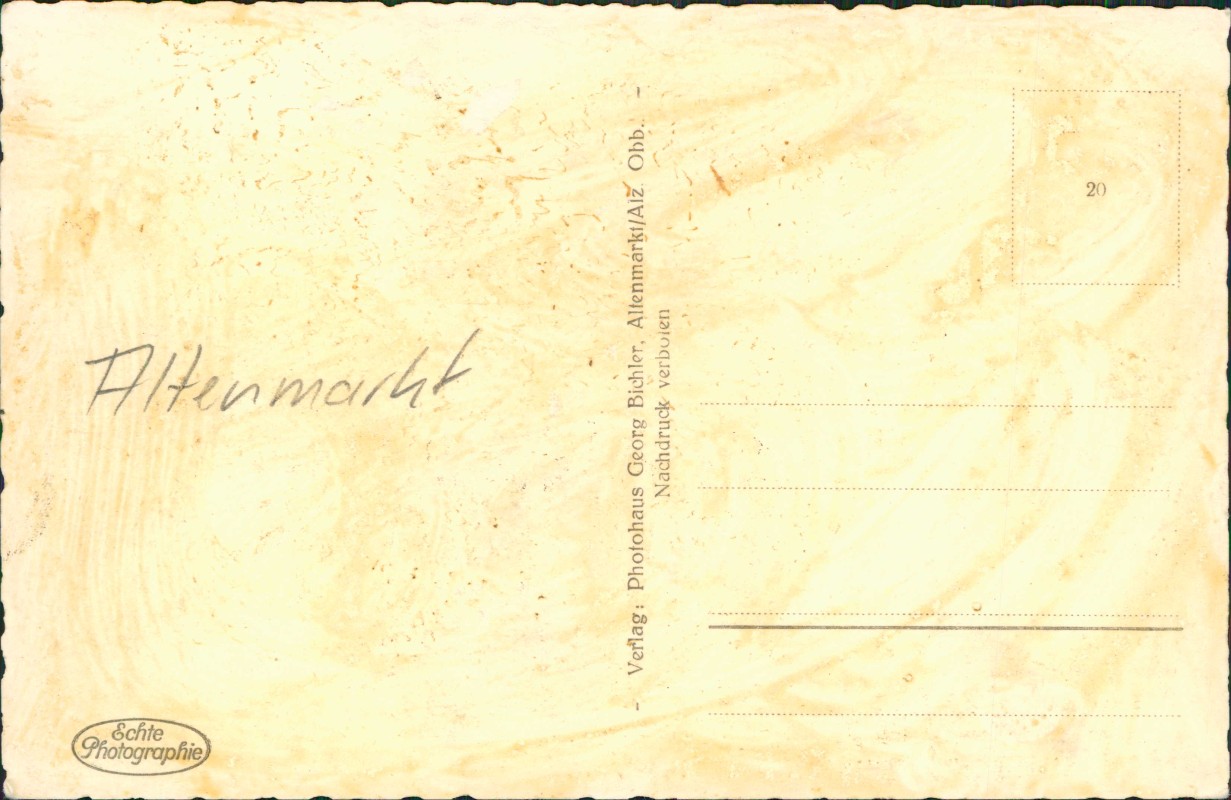 Altenmarkt
Echte
Photographie
- Verlag: Photohaus Georg Bichler, Altenmarkt/Alz Obb. -
Nachdruck verboten
20